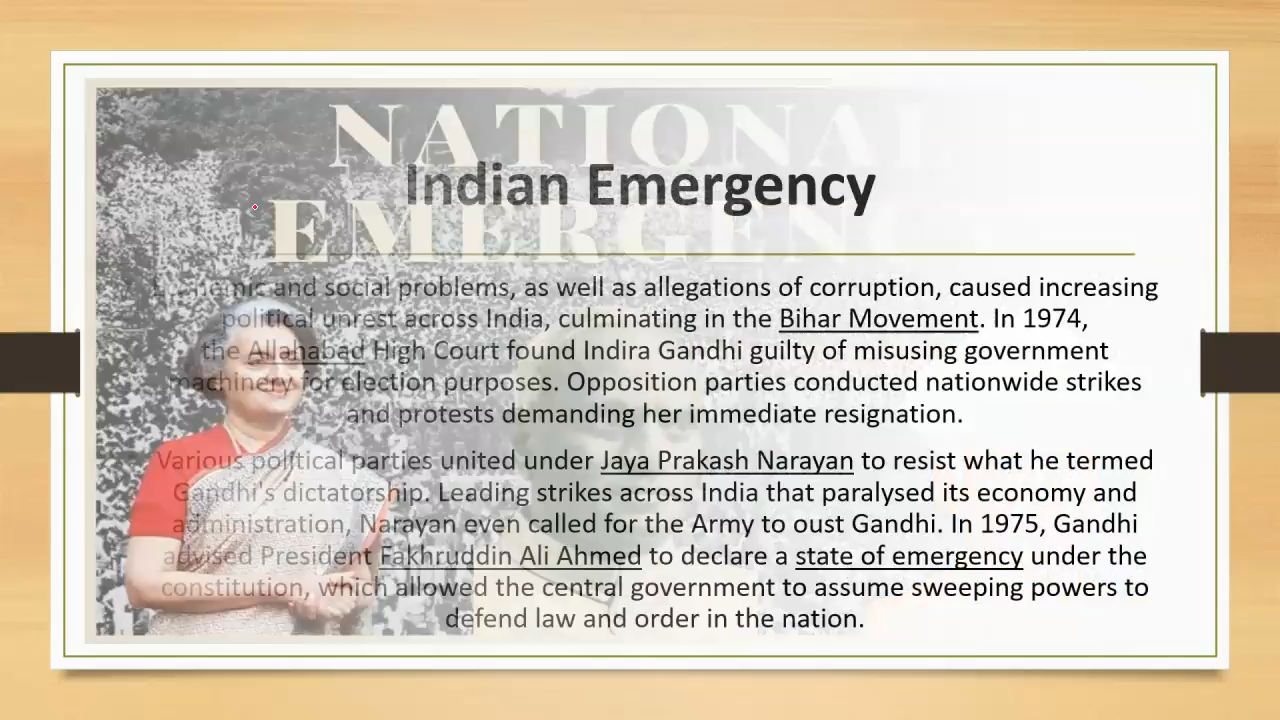 NATIONAL
Indian Emergency
EMERGENCY
Economic and social problems, as well as allegations of corruption, caused increasing
political unrest across India, culminating in the Bihar Movement. In 1974,
the Allahabad High Court found Indira Gandhi guilty of misusing government
machinery for election purposes. Opposition parties conducted nationwide strikes
and protests demanding her immediate resignation.
Various political parties united under Jaya Prakash Narayan to resist what he termed
Gandhi's dictatorship. Leading strikes across India that paralysed its economy and
administration, Narayan even called for the Army to oust Gandhi. In 1975, Gandhi
advised President Fakhruddin Ali Ahmed to declare a state of emergency under the
constitution, which allowed the central government to assume sweeping powers to
defend law and order in the nation.